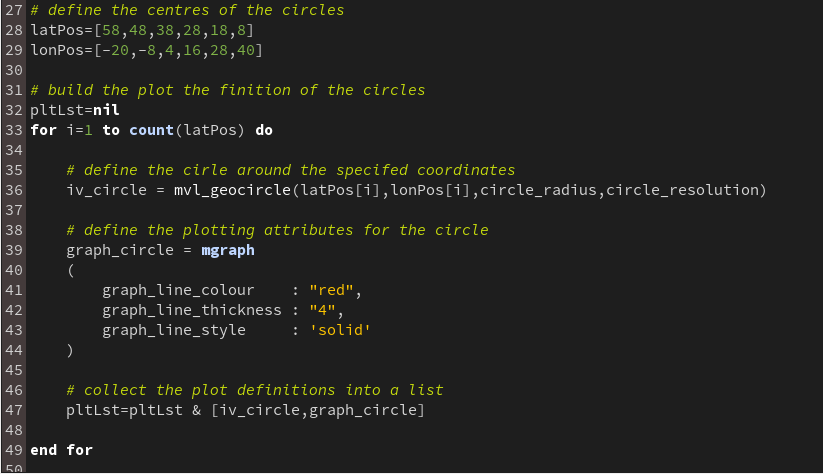 27 # define the centres of the circles
28 latPos=[58,48,38,28,18,8]
29 lonPos=[-20,-8,4,16,28,40]
30
31 # build the plot the finition of the circles
32 pltLst=nil
33 for i=1 to count(latPos) do
34
35     # define the cirle around the specifed coordinates
36     iv_circle = mvl_geocircle(latPos[i],lonPos[i],circle_radius,circle_resolution)
37
38     # define the plotting attributes for the circle
39     graph_circle = mgraph
40     (
41         graph_line_colour    : "red",
42         graph_line_thickness : "4",
43         graph_line_style     : 'solid'
44     )
45
46     # collect the plot definitions into a list
47     pltLst=pltLst & [iv_circle,graph_circle]
48
49 end for
50